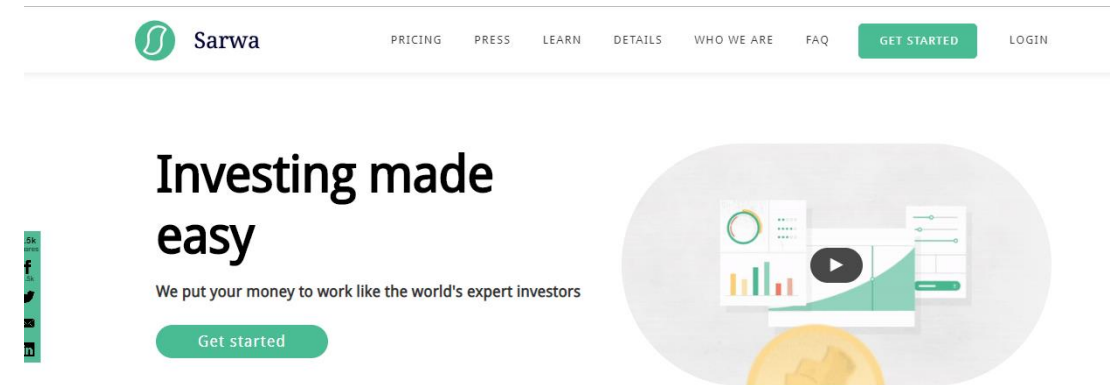 Sarwa
PRICING PRESS LEARN DETAILS WHO WE ARE FAQ GET STARTED LOGIN
Investing made
easy
We put your money to work like the world's expert investors
Get started
.5k